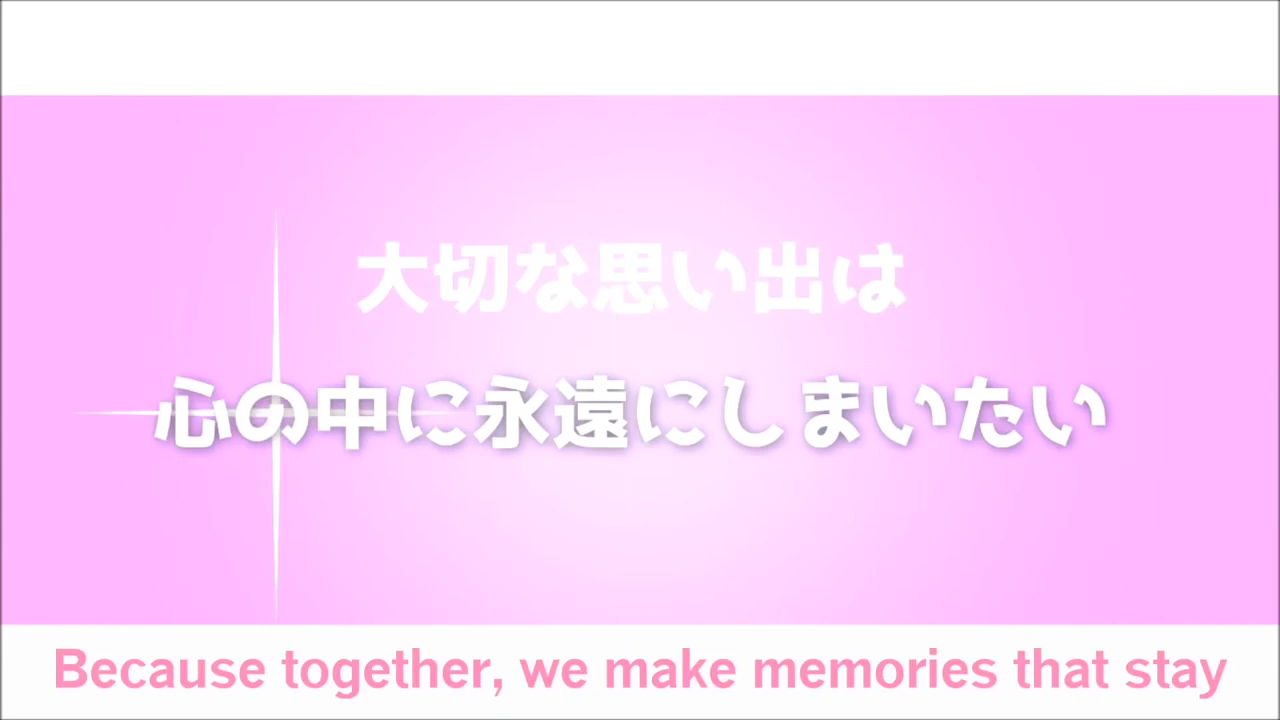 大切な思い出は
心の中に永遠にしまいたい
Because together, we make memories that stay